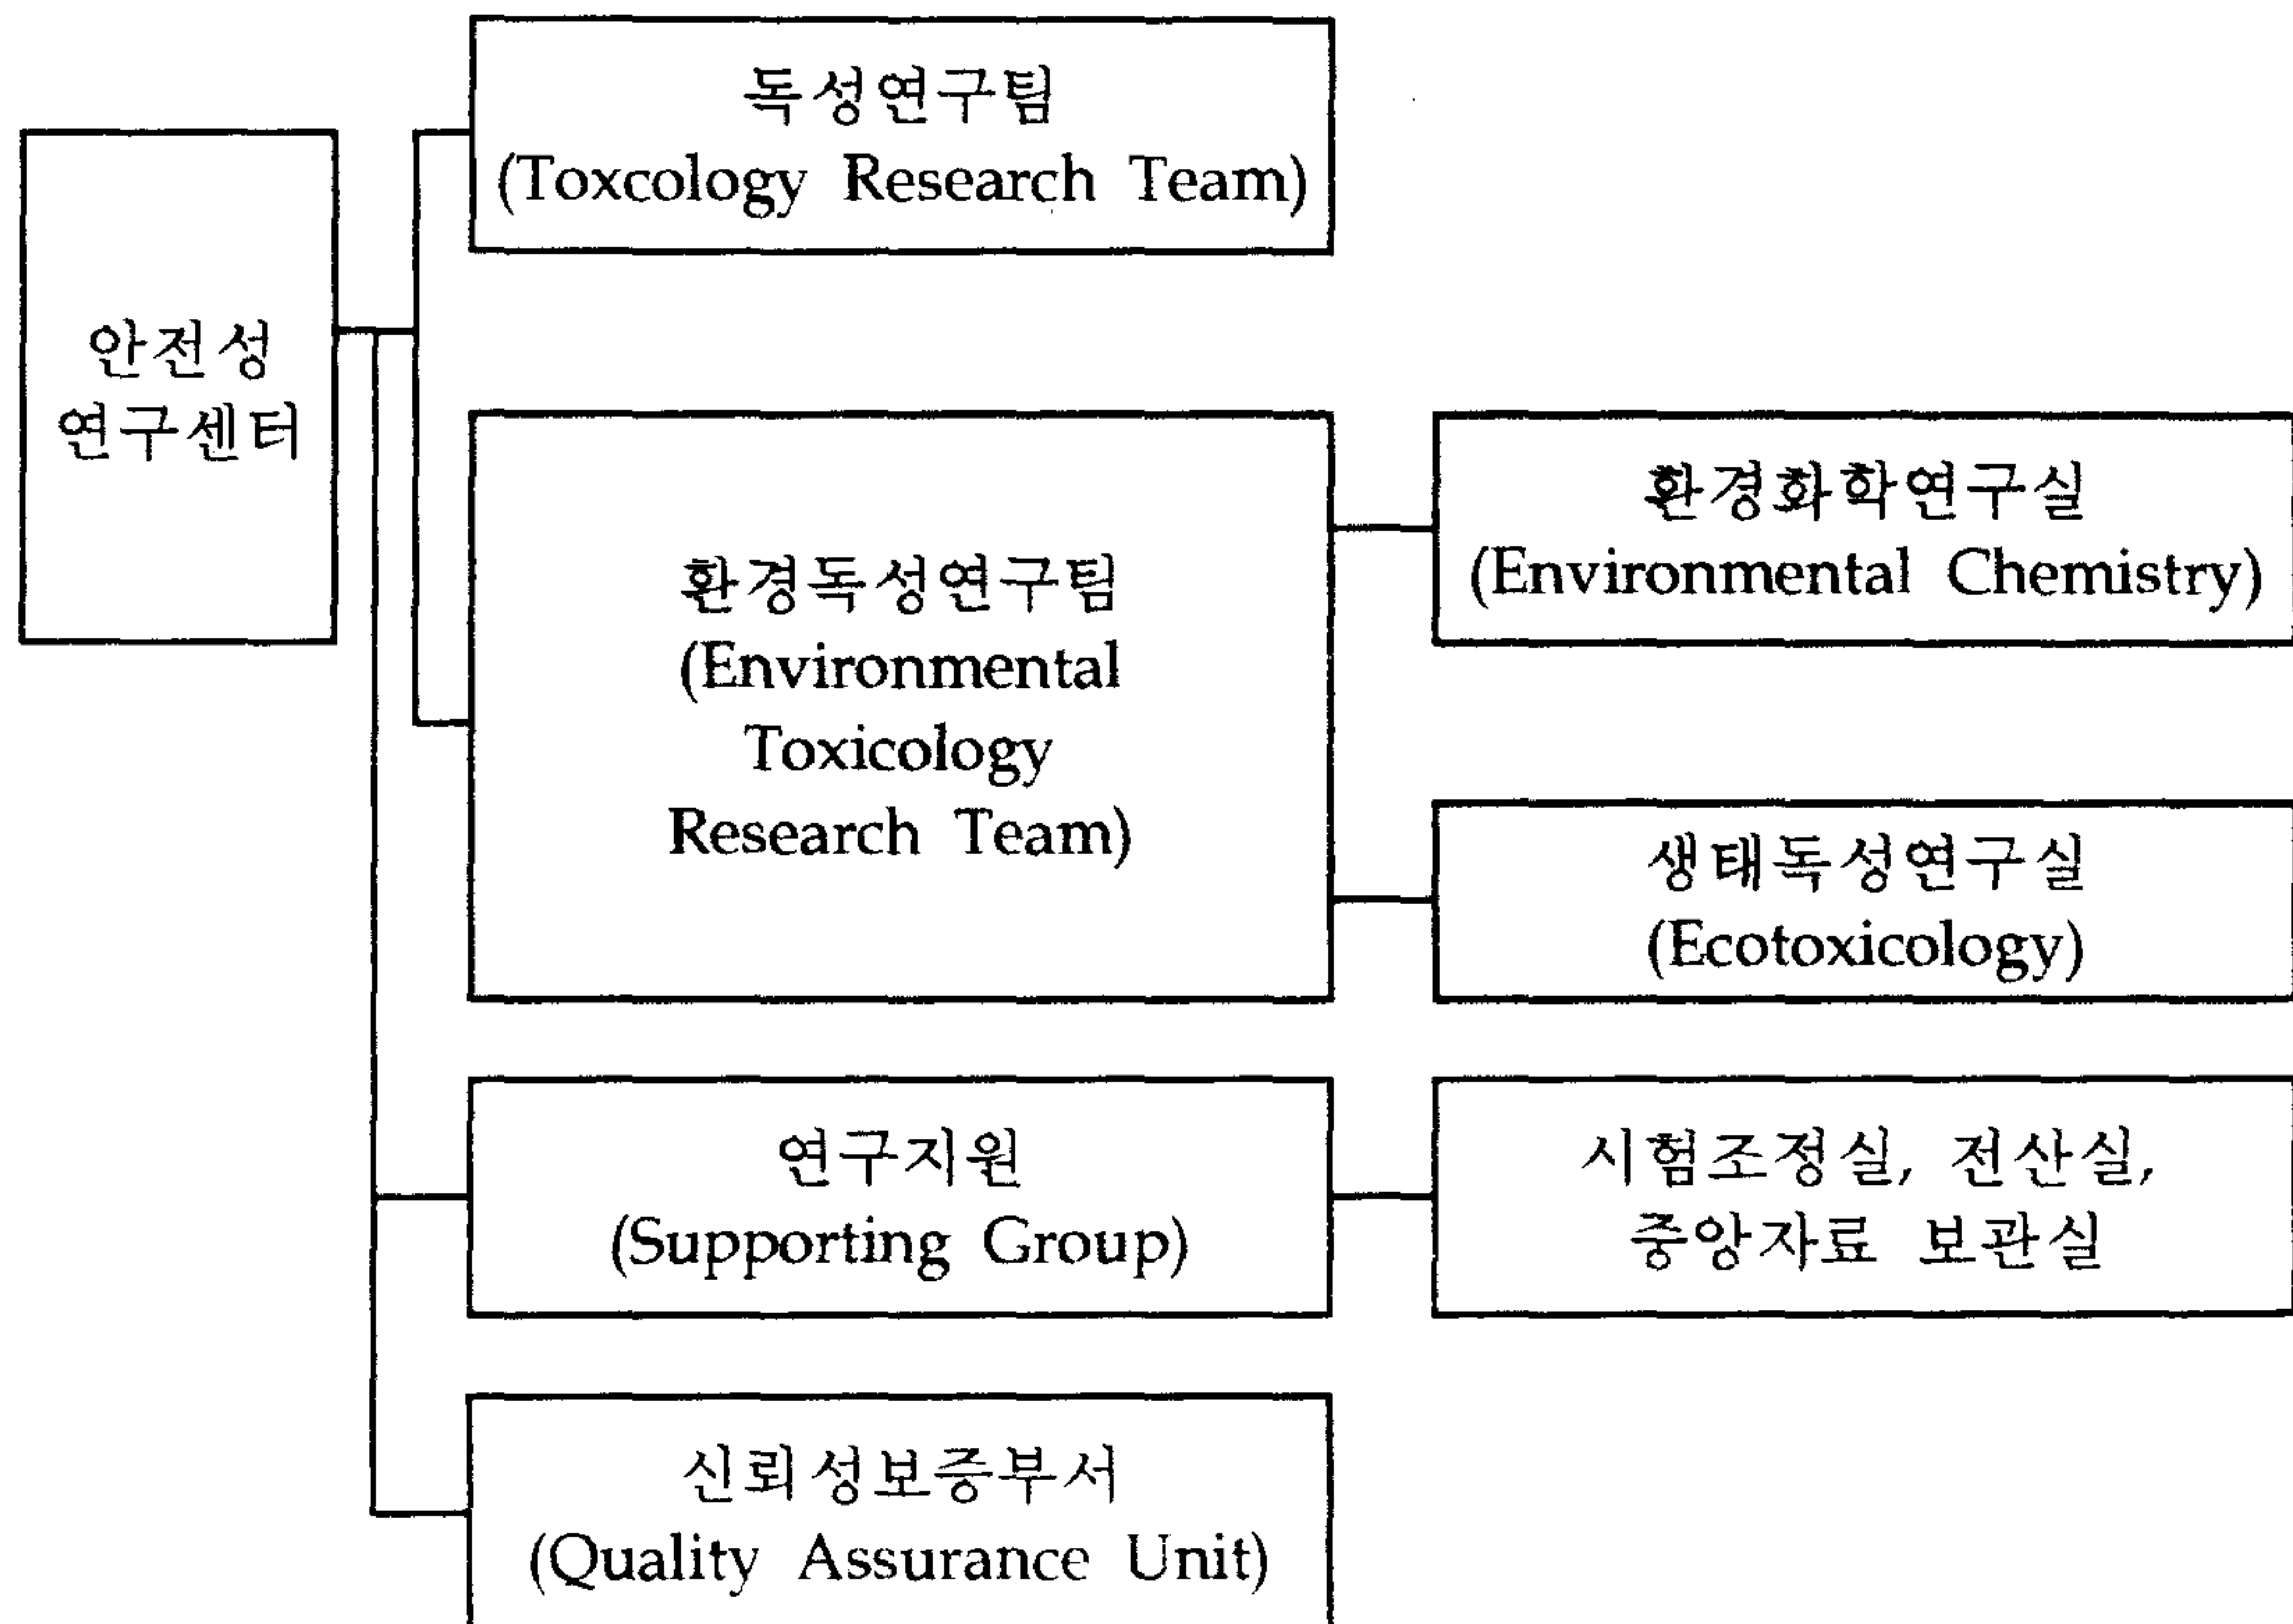 독성연구팀
(Toxcology Research Team)
안전성
연구센터
환경독성연구팀
(Environmental
Toxicology
Research Team)
환경화학연구실
(Environmental Chemistry)
생태독성연구실
(Ecotoxicology)
연구지원
(Supporting Group)
시험조정실, 전산실,
중앙자료 보관실
신뢰성보증부서
(Quality Assurance Unit)